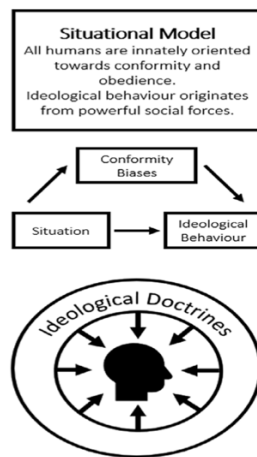 Situational Model
All humans are innately oriented
towards conformity and
obedience.
Ideological behaviour originates
from powerful social forces.
Conformity
Biases
Situation
Ideological
Behaviour
Ideological Doctrines